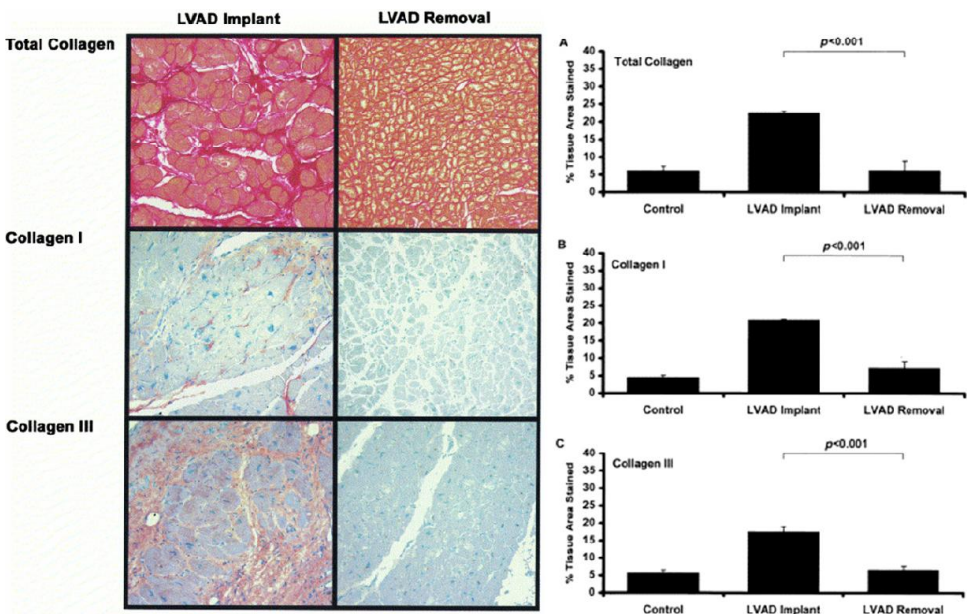 LVAD Implant LVAD Removal
Total Collagen
Collagen I
Collagen III
A
p<0.001
Total Collagen
% Tissue Area Stained
40
35
30
25
20
15
10
5
0
Control LVAD Implant LVAD Removal
B
p<0.001
Collagen I
% Tissue Area Stained
40
35
30
25
20
15
10
5
0
Control LVAD Implant LVAD Removal
C
p<0.001
Collagen III
% Tissue Area Stained
40
35
30
25
20
15
10
5
0
Control LVAD Implant LVAD Removal